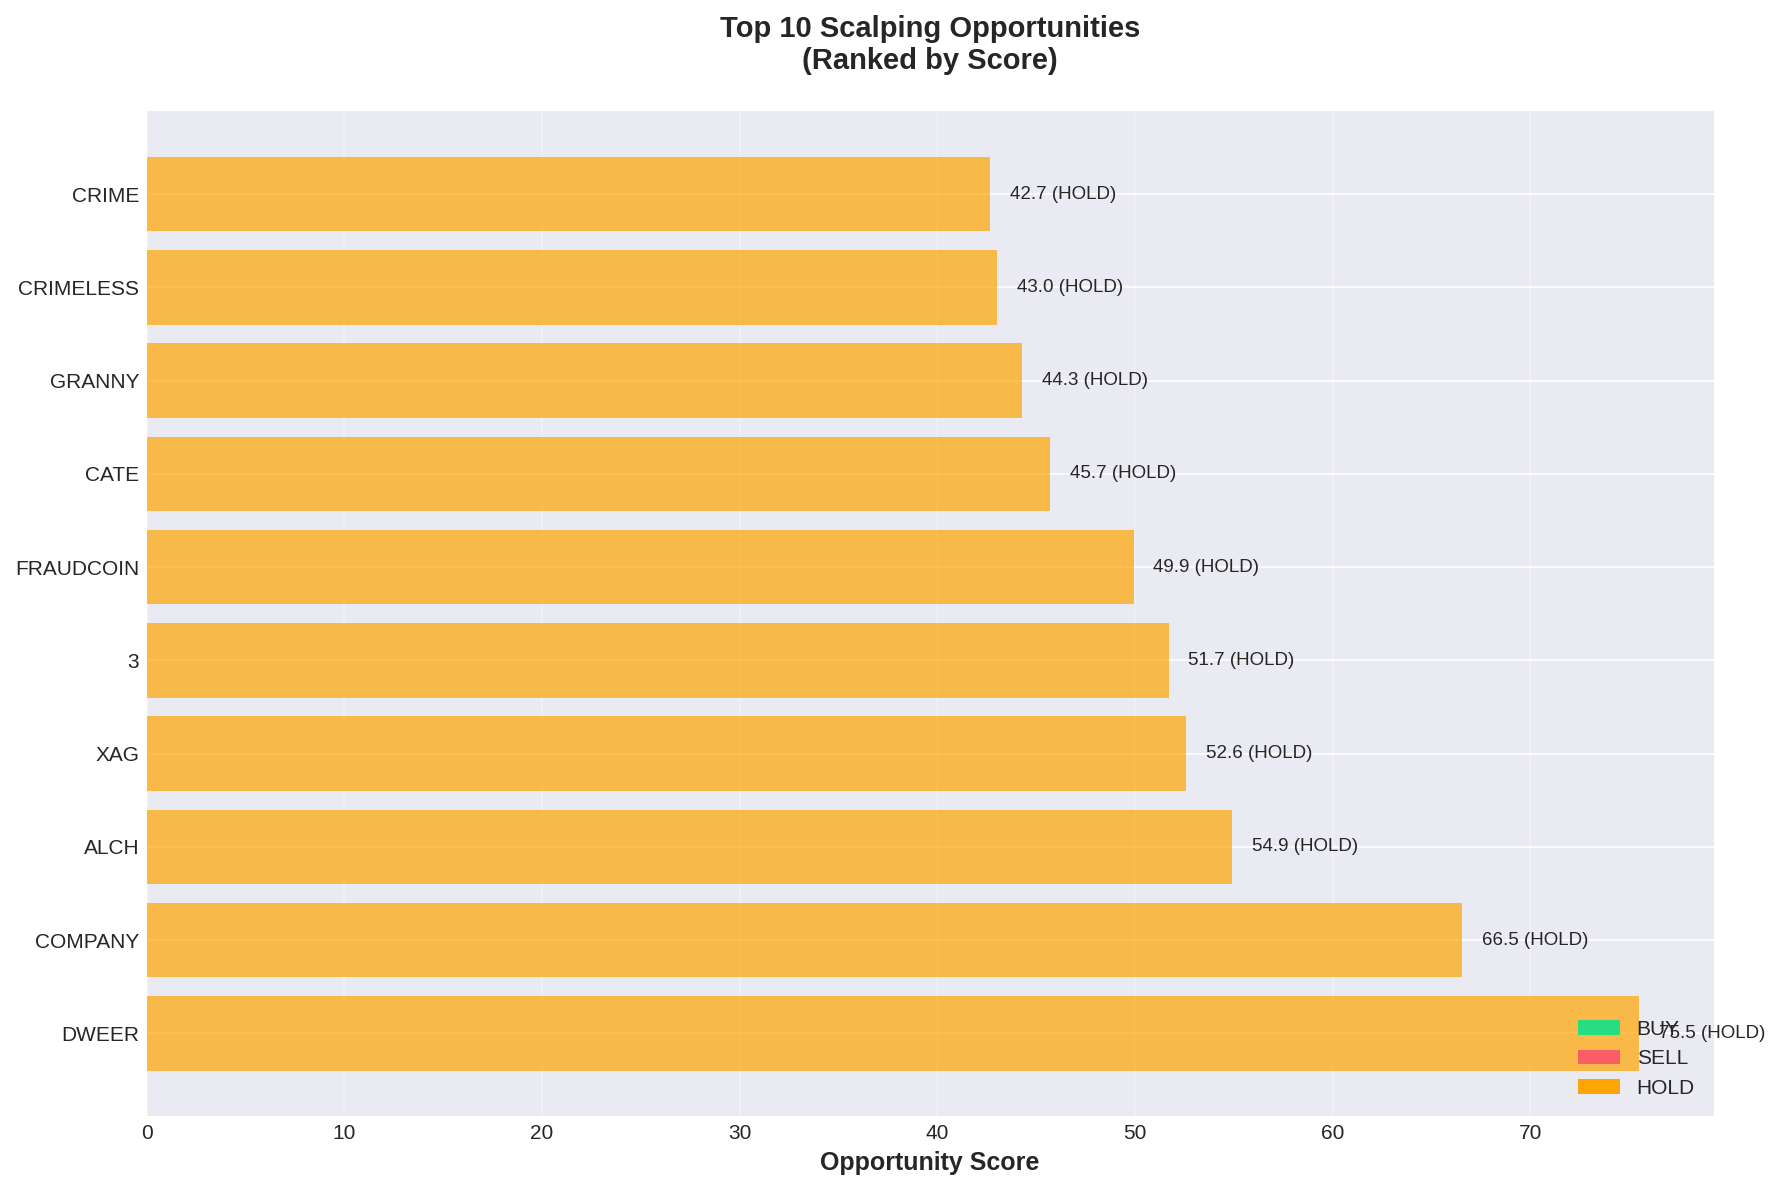 Top 10 Scalping Opportunities
(Ranked by Score)
CRIME
42.7 (HOLD)
CRIMELESS
43.0 (HOLD)
GRANNY
44.3 (HOLD)
CATE
45.7 (HOLD)
FRAUDCOIN
49.9 (HOLD)
3
51.7 (HOLD)
XAG
52.6 (HOLD)
ALCH
54.9 (HOLD)
COMPANY
66.5 (HOLD)
DWEER
75.5 (HOLD)
BUY
SELL
HOLD
0 10 20 30 40 50 60 70
Opportunity Score